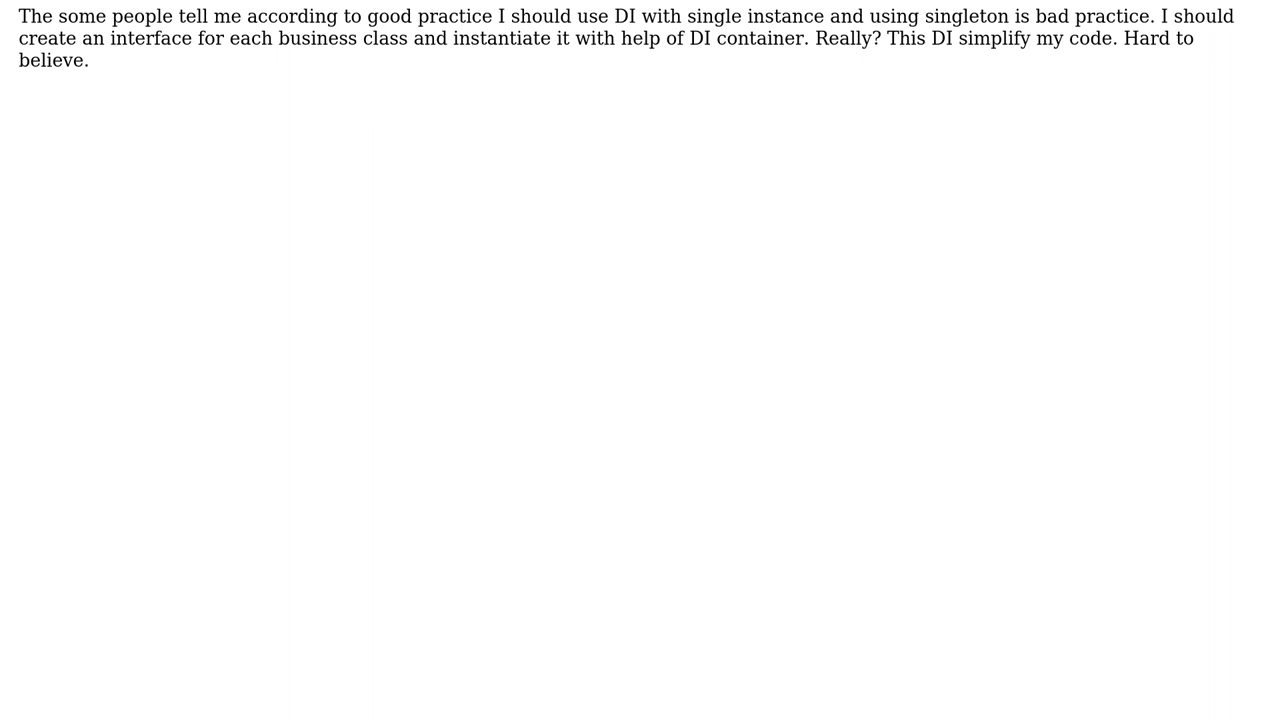 The some people tell me according to good practice I should use DI with single instance and using singleton is bad practice. I should
create an interface for each business class and instantiate it with help of DI container. Really? This DI simplify my code. Hard to
believe.